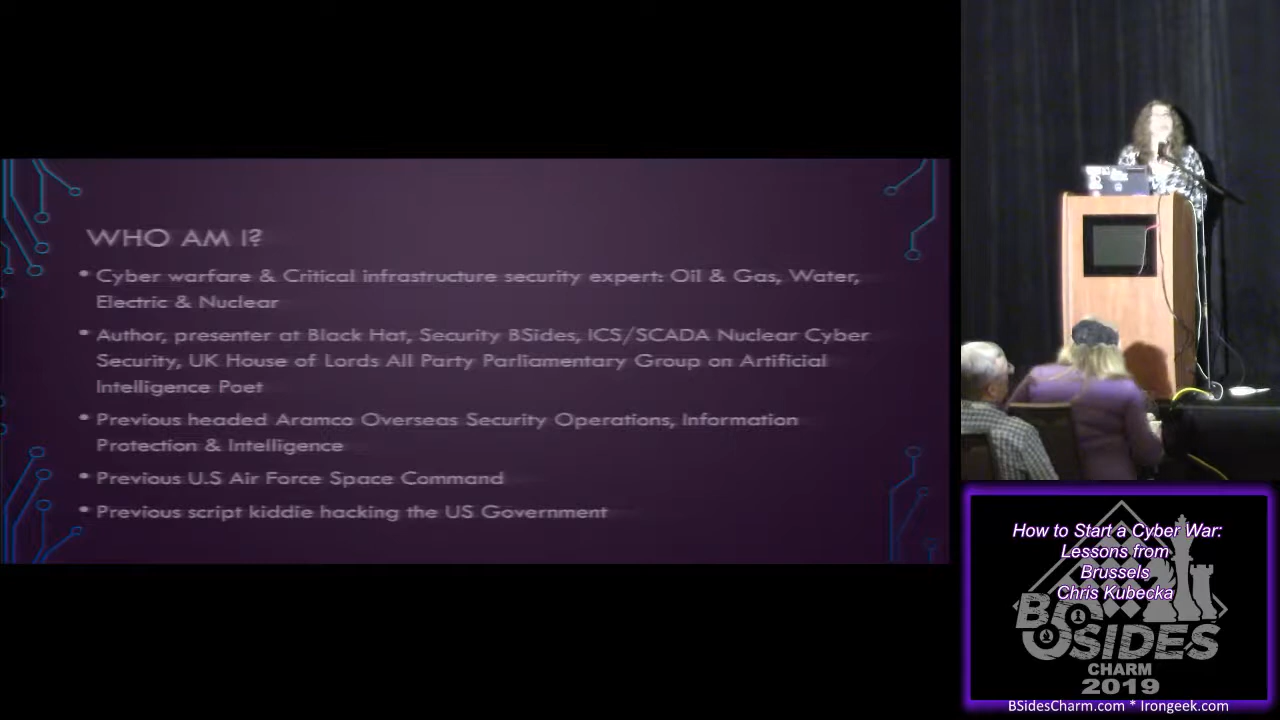 WHO AM I?
• Cyber warfare & Critical infrastructure security expert: Oil & Gas, Water,
Electric & Nuclear
• Author, presenter at Black Hat, Security BSides, ICS/SCADA Nuclear Cyber
Security, UK House of Lords All Party Parliamentary Group on Artificial
Intelligence Poet
• Previous headed Aramco Overseas Security Operations, Information
Protection & Intelligence
• Previous U.S Air Force Space Command
• Previous script kiddie hacking the US Government
How to Start a Cyber War:
Lessons from
Brussels
Chris Kubecka
BSIDES
CHARM
2019
BSidesCharm.com * Irongeek.com